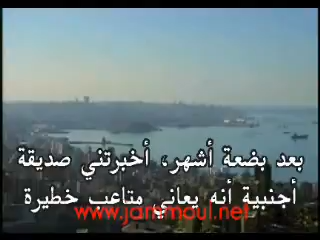 بعد بضعة أشهر، أخبرتني صديقة
أجنبية أنه يعاني متاعب خطيرة
www.jammoul.net